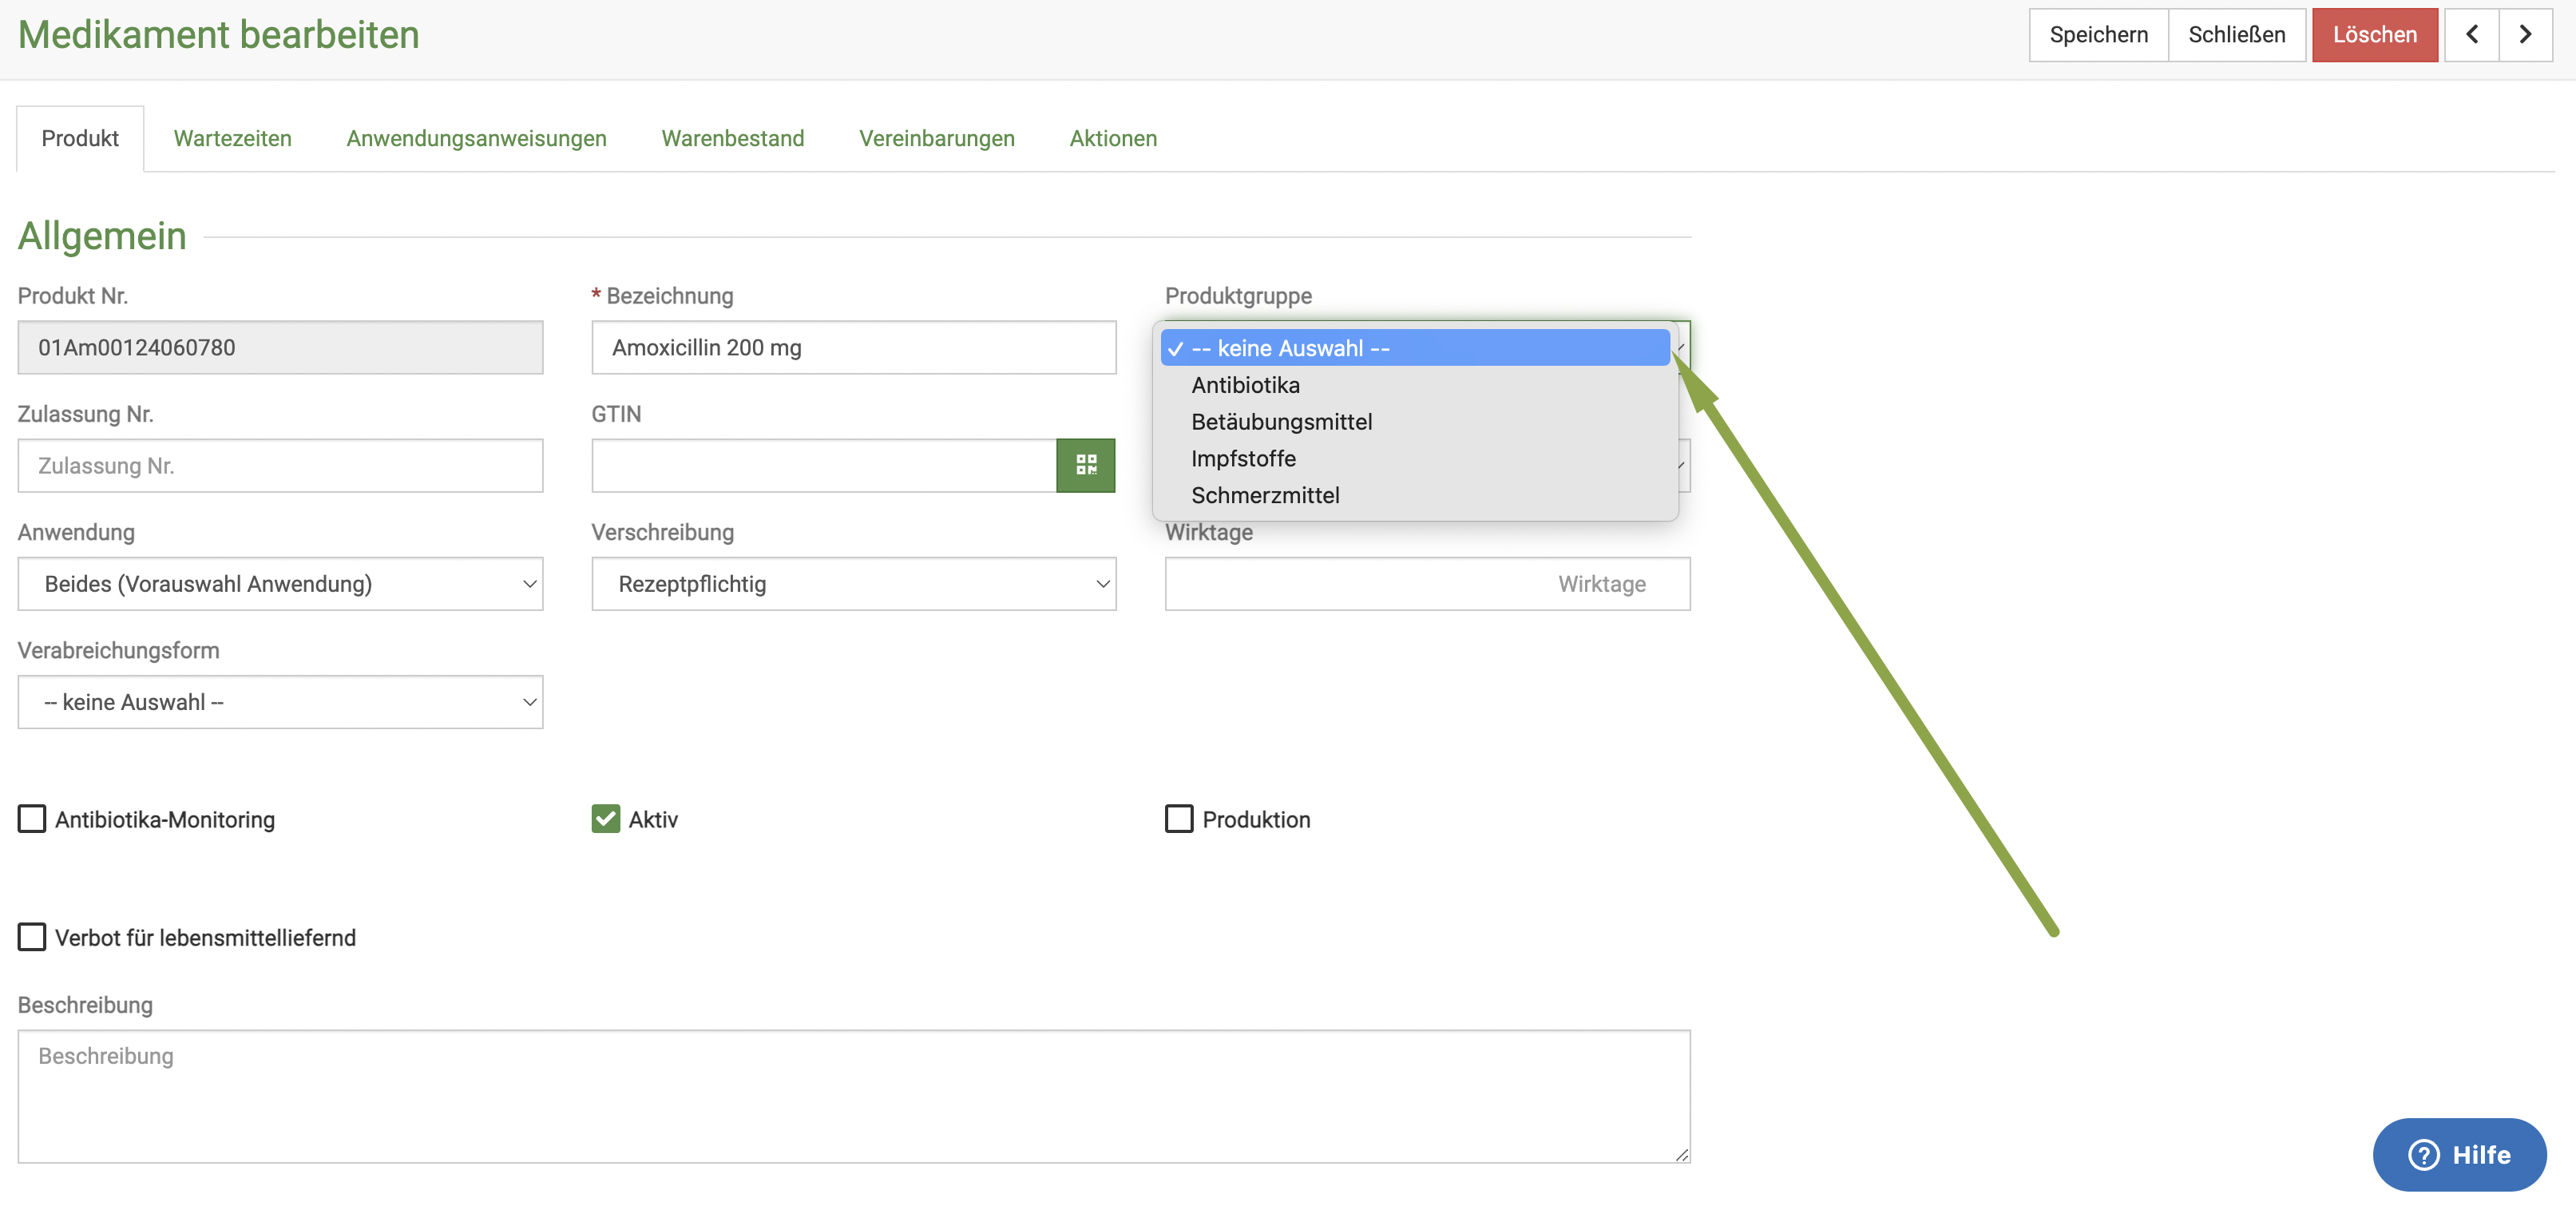 Medikament bearbeiten
Speichern
Schließen
Löschen
Produkt
Wartezeiten
Anwendungsanweisungen
Warenbestand
Vereinbarungen
Aktionen
Allgemein
Produkt Nr.
* Bezeichnung
Produktgruppe
01Am00124060780
Amoxicillin 200 mg
✓ -- keine Auswahl --
Antibiotika
Betäubungsmittel
Impfstoffe
Schmerzmittel
Zulassung Nr.
GTIN
Zulassung Nr.
Anwendung
Verschreibung
Wirktage
Beides (Vorauswahl Anwendung)
Rezeptpflichtig
Wirktage
Verabreichungsform
-- keine Auswahl --
Antibiotika-Monitoring
Aktiv
Produktion
Verbot für lebensmittelliefernd
Beschreibung
Beschreibung
Hilfe